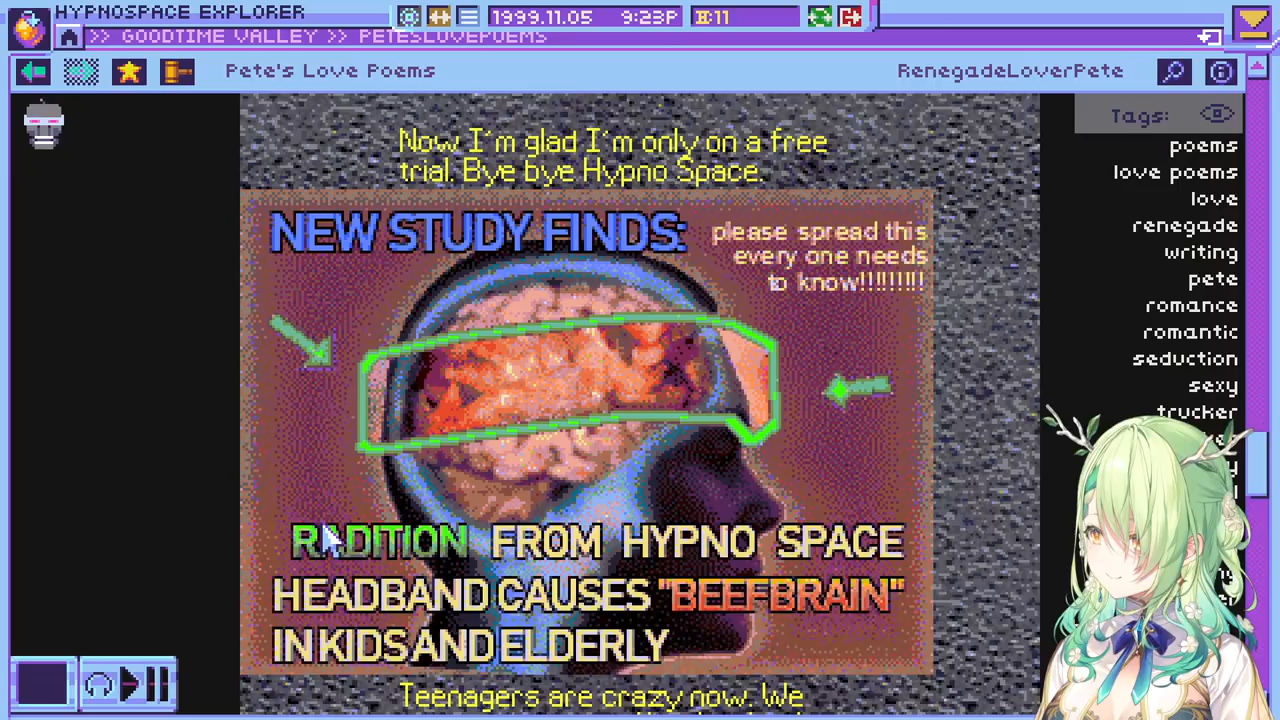 HYPNOSPACE EXPLORER
1999.11.05 9:23P
:11
>> GOODTIME VALLEY >> PETESLOVEPOEMS
Pete's Love Poems
RenegadeLoverPete
Tags:
poems
love poems
love
renegade
writing
pete
romance
romantic
seduction
sexy
trucker
Now I'm glad I'm only on a free
trial. Bye bye Hypno Space.
NEW STUDY FINDS:
please spread this
every one needs
to know!!!!!!!!!
RADITION FROM HYPNO SPACE
HEADBAND CAUSES "BEEFBRAIN"
IN KIDS AND ELDERLY
Teenagers are crazy now. We